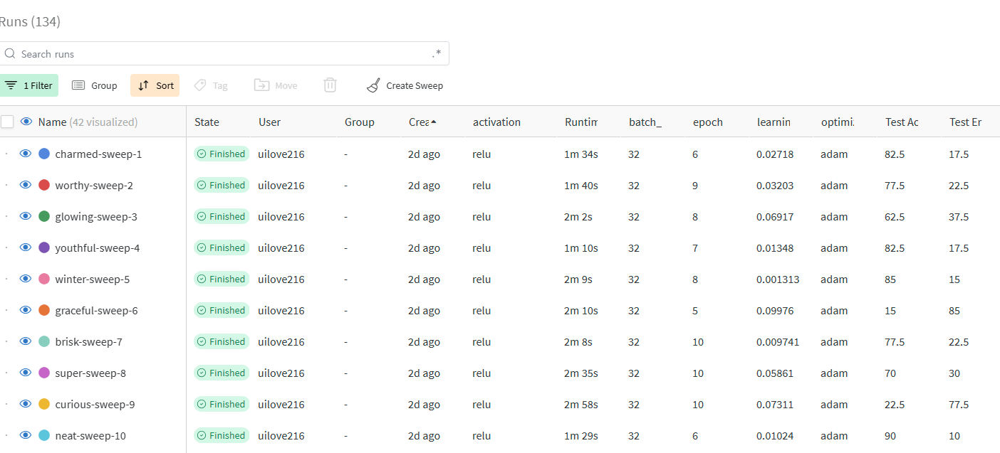 Runs (134)
Search runs .*
1 Filter Group Sort Tag Move Create Sweep
Name (42 visualized) State User Group Crea activation Runtim batch_ epoch learnin optimi. Test Ac Test Er
charmed-sweep-1 Finished uilove216 - 2d ago relu 1m 34s 32 6 0.02718 adam 82.5 17.5
worthy-sweep-2 Finished uilove216 - 2d ago relu 1m 40s 32 9 0.03203 adam 77.5 22.5
glowing-sweep-3 Finished uilove216 - 2d ago relu 2m 2s 32 8 0.06917 adam 62.5 37.5
youthful-sweep-4 Finished uilove216 - 2d ago relu 1m 10s 32 7 0.01348 adam 82.5 17.5
winter-sweep-5 Finished uilove216 - 2d ago relu 2m 9s 32 8 0.001313 adam 85 15
graceful-sweep-6 Finished uilove216 - 2d ago relu 2m 10s 32 5 0.09976 adam 15 85
brisk-sweep-7 Finished uilove216 - 2d ago relu 2m 8s 32 10 0.009741 adam 77.5 22.5
super-sweep-8 Finished uilove216 - 2d ago relu 2m 35s 32 10 0.05861 adam 70 30
curious-sweep-9 Finished uilove216 - 2d ago relu 2m 58s 32 10 0.07311 adam 22.5 77.5
neat-sweep-10 Finished uilove216 - 2d ago relu 1m 29s 32 6 0.01024 adam 90 10